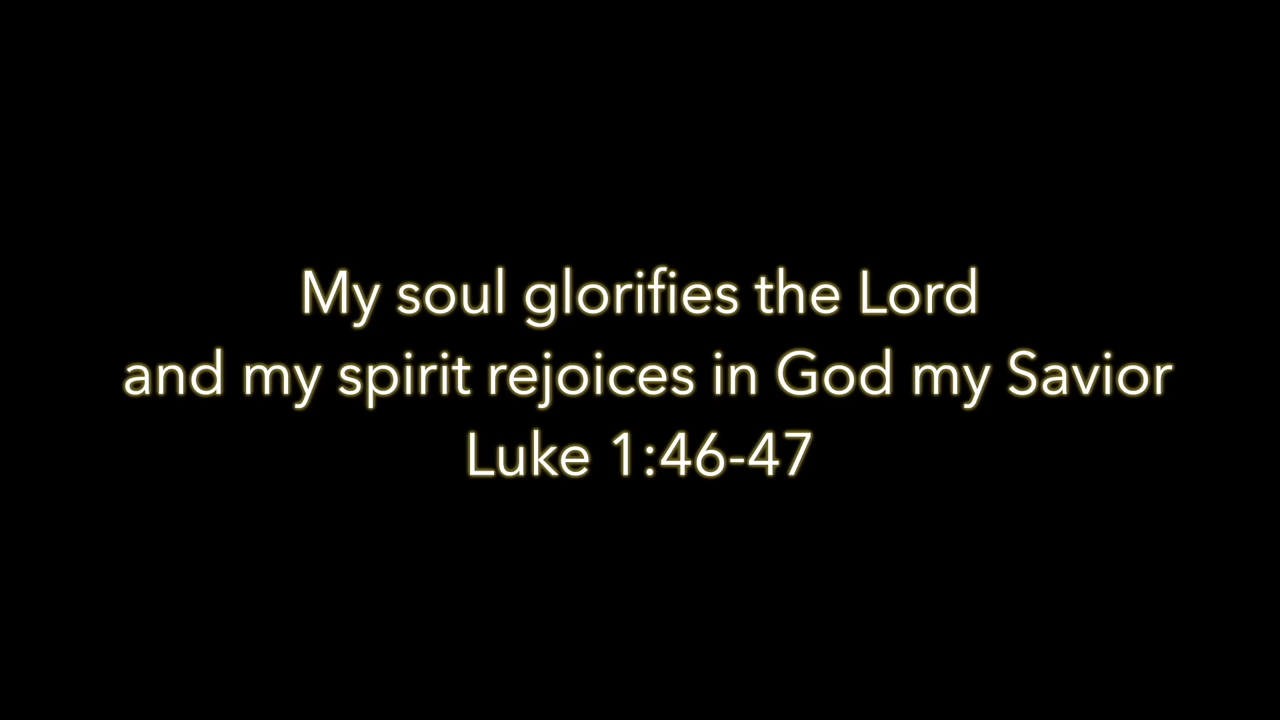 My soul glorifies the Lord
and my spirit rejoices in God my Savior
Luke 1:46-47